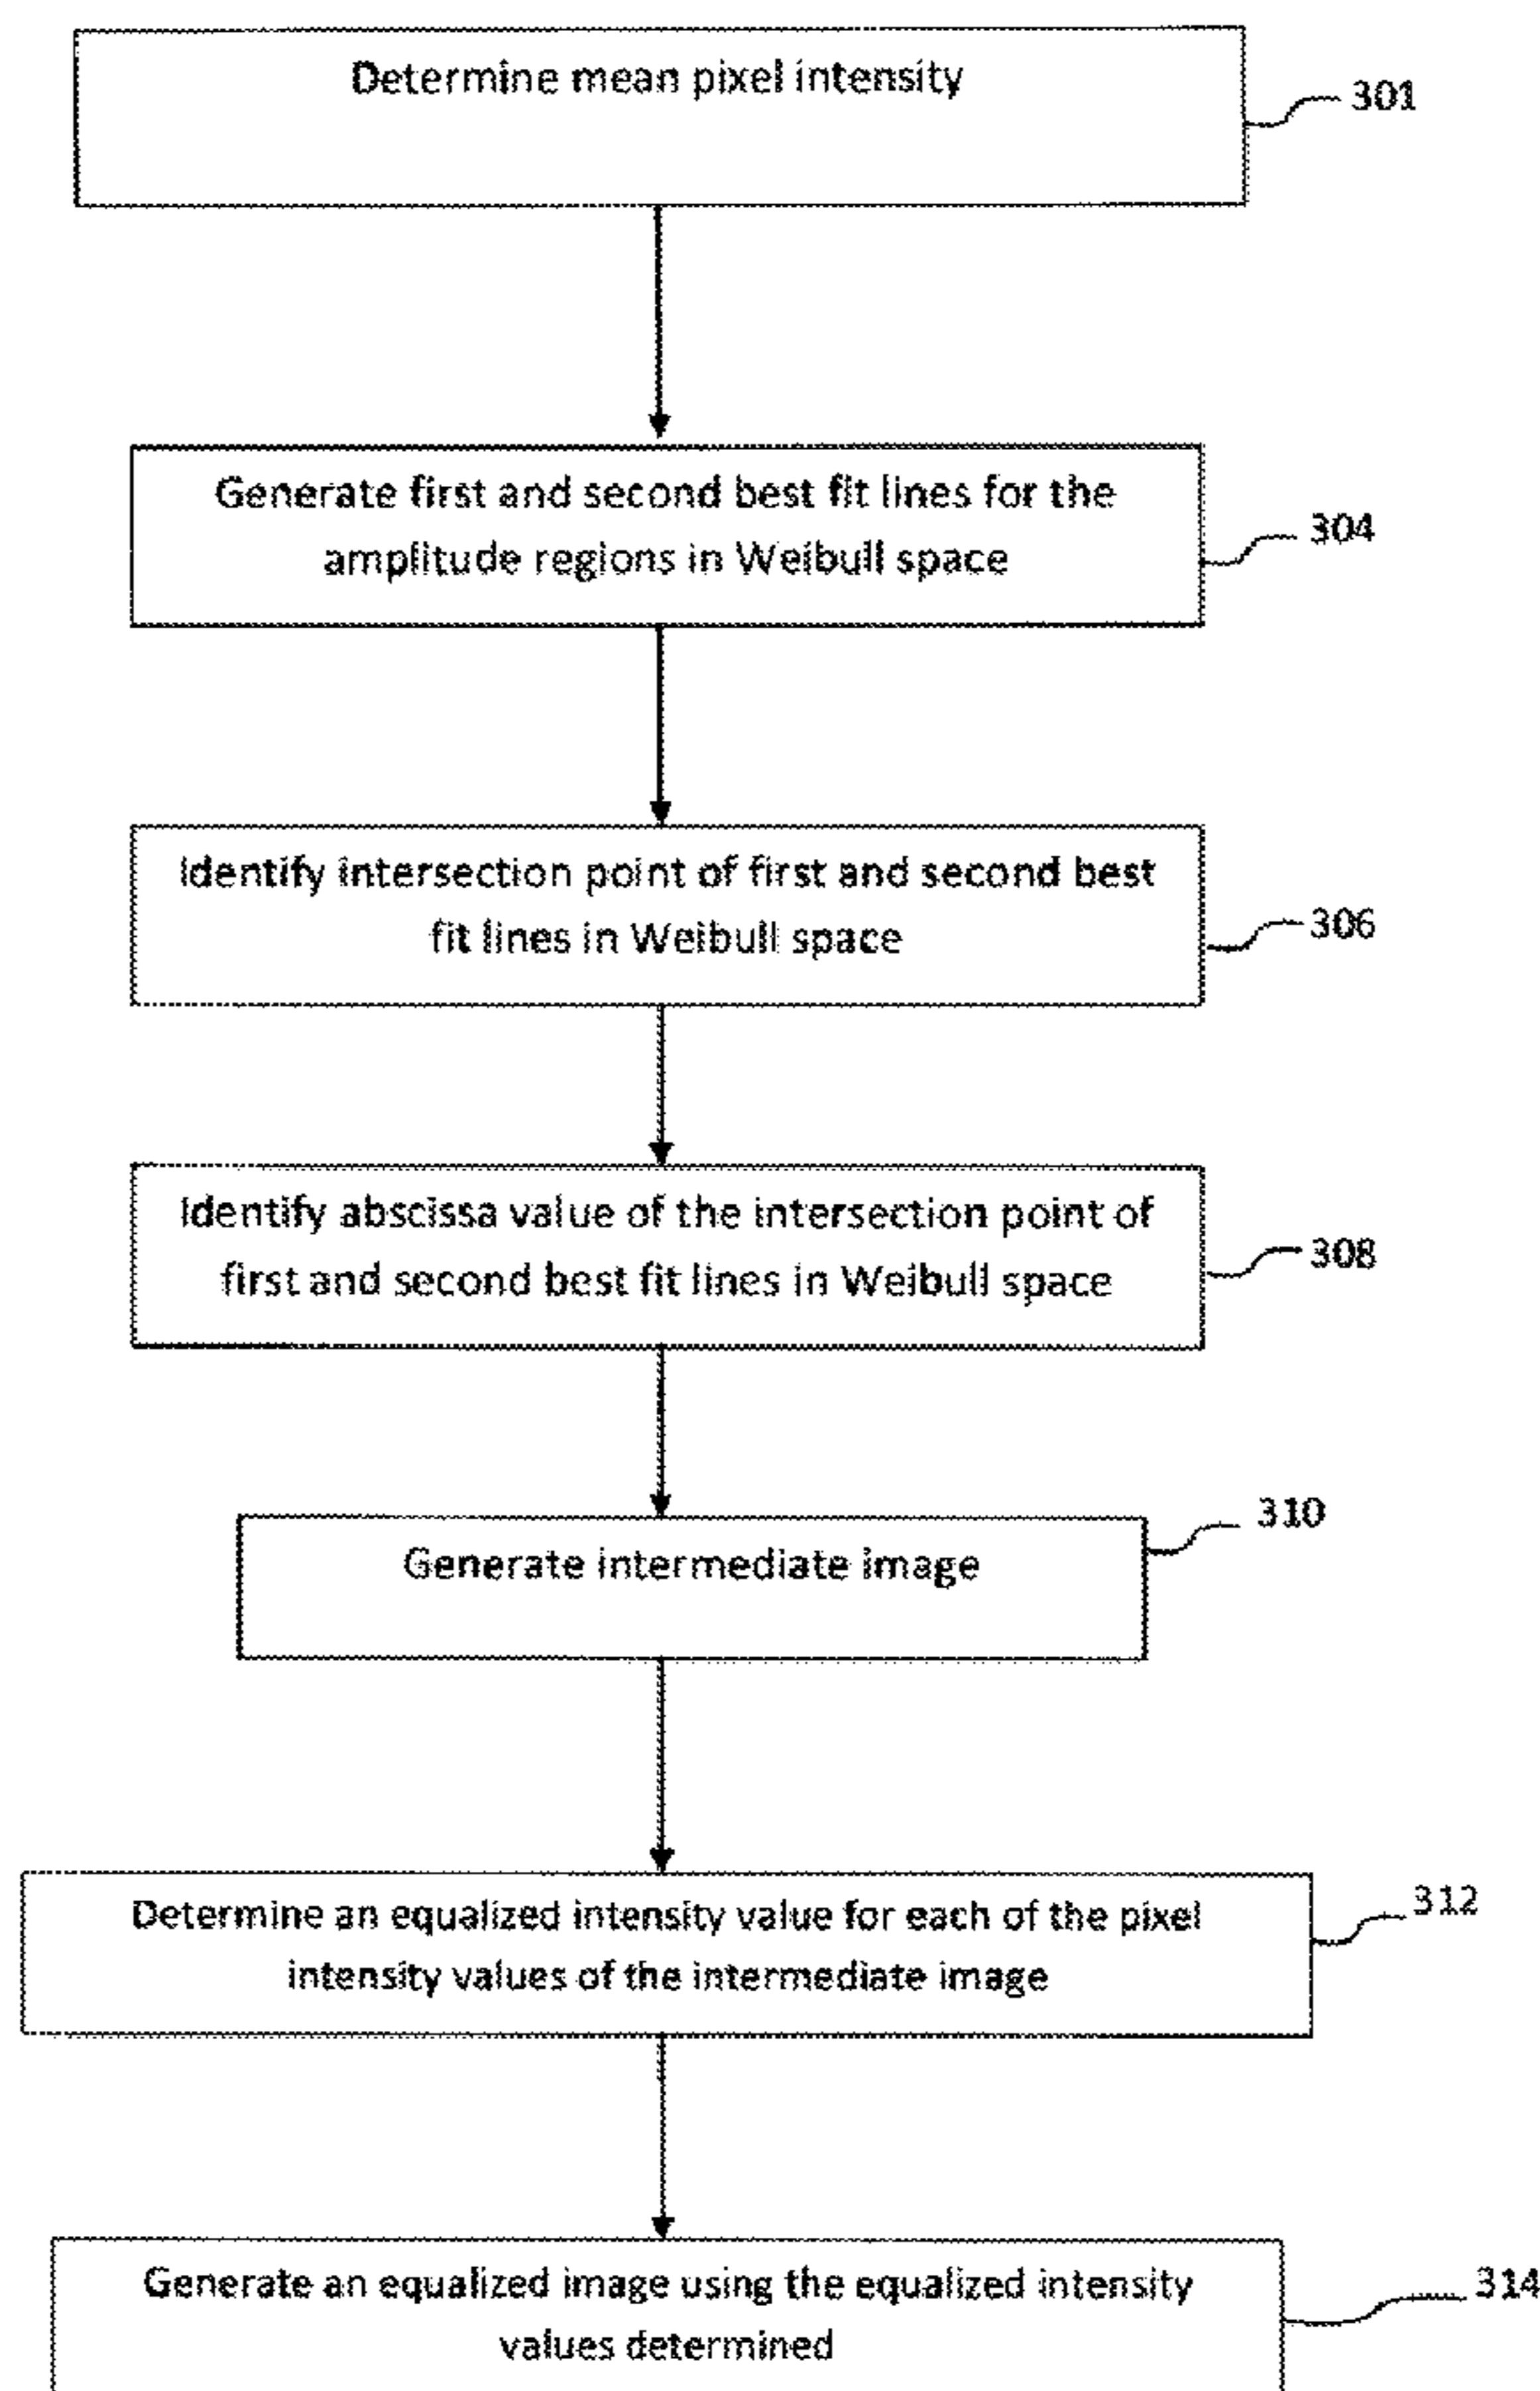 Determine mean pixel intensity
301
Generate first and second best fit lines for the
amplitude regions in Weibull space
304
Identify intersection point of first and second best
fit lines in Weibull space
306
Identify abscissa value of the intersection point of
first and second best fit lines in Weibull space
308
Generate intermediate image
310
Determine an equalized intensity value for each of the pixel
intensity values of the intermediate image
312
Generate an equalized image using the equalized intensity
values determined
314